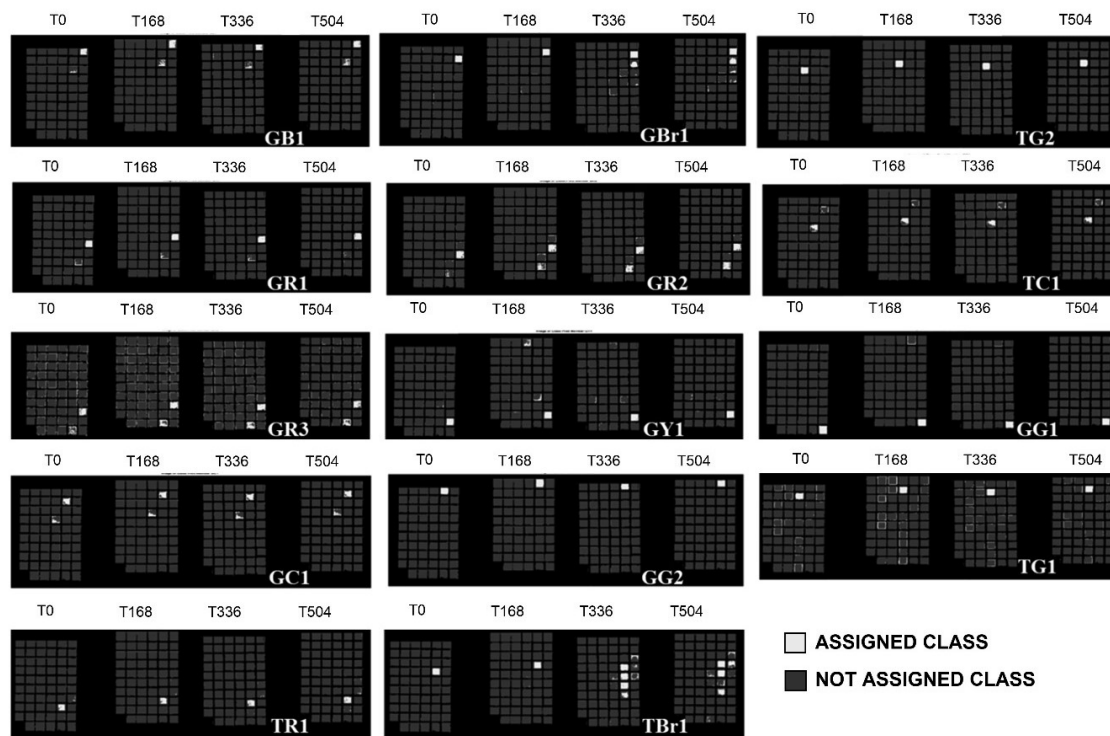 T0 T168 T336 T504 T0 T168 T336 T504 T0 T168 T336 T504
GB1 GBr1 TG2
T0 T168 T336 T504 T0 T168 T336 T504 T0 T168 T336 T504
GR1 GR2 TC1
T0 T168 T336 T504 T0 T168 T336 T504 T0 T168 T336 T504
GR3 GY1 GG1
T0 T168 T336 T504 T0 T168 T336 T504 T0 T168 T336 T504
GC1 GG2 TG1
T0 T168 T336 T504 T0 T168 T336 T504
TR1 TBr1
ASSIGNED CLASS
NOT ASSIGNED CLASS